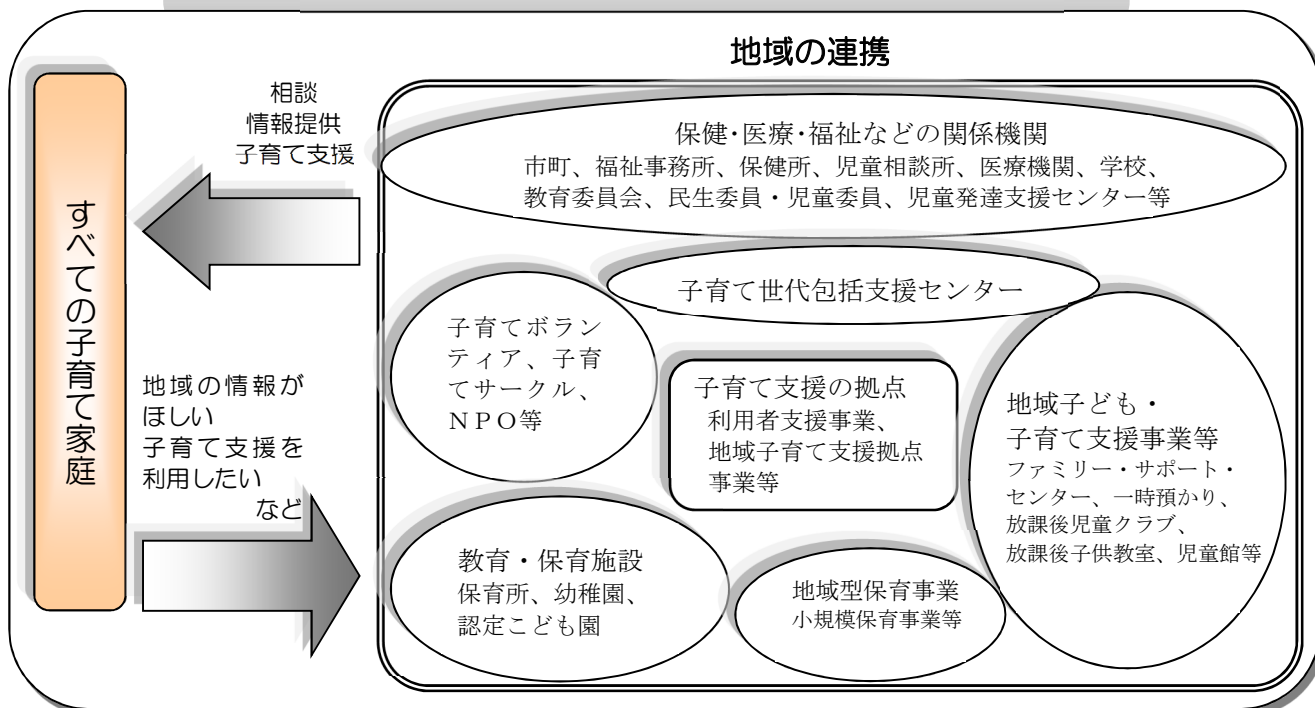 地域の連携
相談
情報提供
子育て支援
すべての子育て家庭
地域の情報が
ほしい
子育て支援を
利用したい
など
保健・医療・福祉などの関係機関
市町、福祉事務所、保健所、児童相談所、医療機関、学校、
教育委員会、民生委員・児童委員、児童発達支援センター等
子育て世代包括支援センター
子育てボラン
ティア、子育
てサークル、
ＮＰＯ等
子育て支援の拠点
利用者支援事業、
地域子育て支援拠点
事業等
地域子ども・
子育て支援事業等
ファミリー・サポート・
センター、一時預かり、
放課後児童クラブ、
放課後子供教室、児童館等
教育・保育施設
保育所、幼稚園、
認定こども園
地域型保育事業
小規模保育事業等